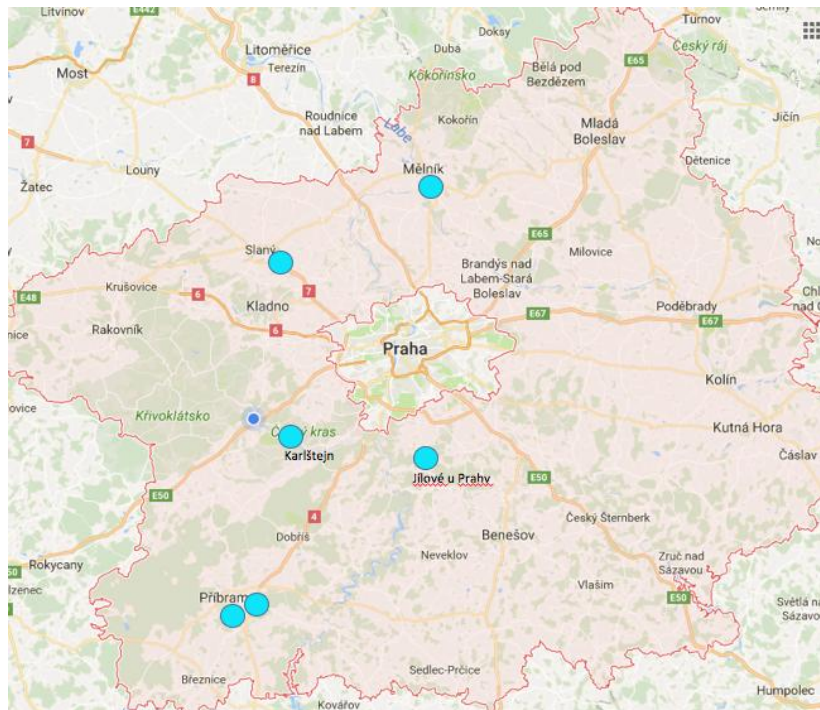 Litvínov
E442
Most
Litoměřice
Terezín
8
Doksy
Dubá
Kokořínsko
Kokořín
Turnov
Semily
Český ráj
E65
Bělá pod
Bezdězem
Roudnice
nad Labem
Labe
Mladá
Boleslav
Jičín
7
Louny
Žatec
Mělník
Dětenice
Slaný
E65
Milovice
Brandýs nad
Labem-Stará
Boleslav
E48
Krušovice
6
7
Kladno
Poděbrady
E67
E67
Rakovník
6
Praha
Kolín
Křivoklátsko
Český kras
Kutná Hora
Karlštejn
Čáslav
Jílové u Prahy
E50
E50
4
Český Šternberk
Dobříš
Benešov
Neveklov
Rokycany
Zruč nad
Sázavou
Vlašim
E50
Příbram
Světlá na
Sázavou
Březnice
Sedlec-Prčice
Humpolec
Kovářov